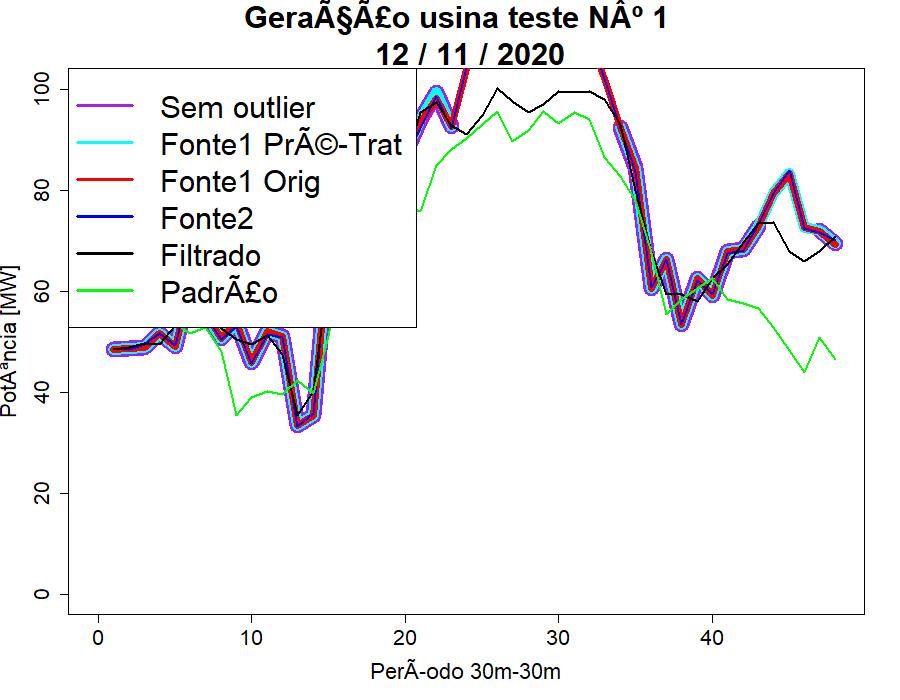 GeraÃ§Ã£o usina teste NÂº 1
12 / 11 / 2020
Sem outlier
Fonte1 PrÃ©-Trat
Fonte1 Orig
Fonte2
Filtrado
PadrÃ£o
PotÃªncia [MW]
100
80
60
40
20
0
0 10 20 30 40
PerÃ­odo 30m-30m